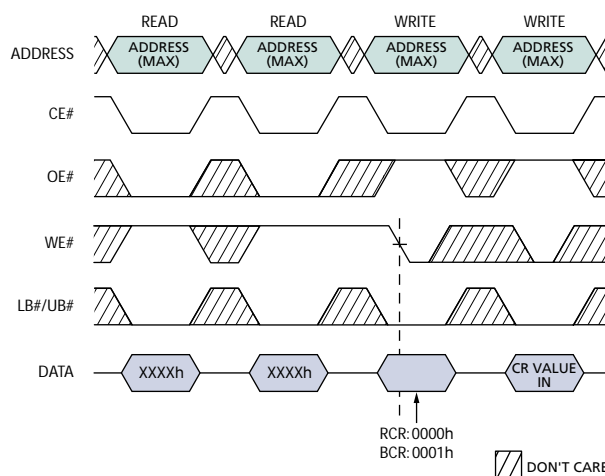 READ READ WRITE WRITE
ADDRESS ADDRESS (MAX) ADDRESS (MAX) ADDRESS (MAX) ADDRESS (MAX)
CE#
OE#
WE#
LB#/UB#
DATA XXXXh XXXXh CR VALUE IN
RCR: 0000h
BCR: 0001h
DON'T CARE